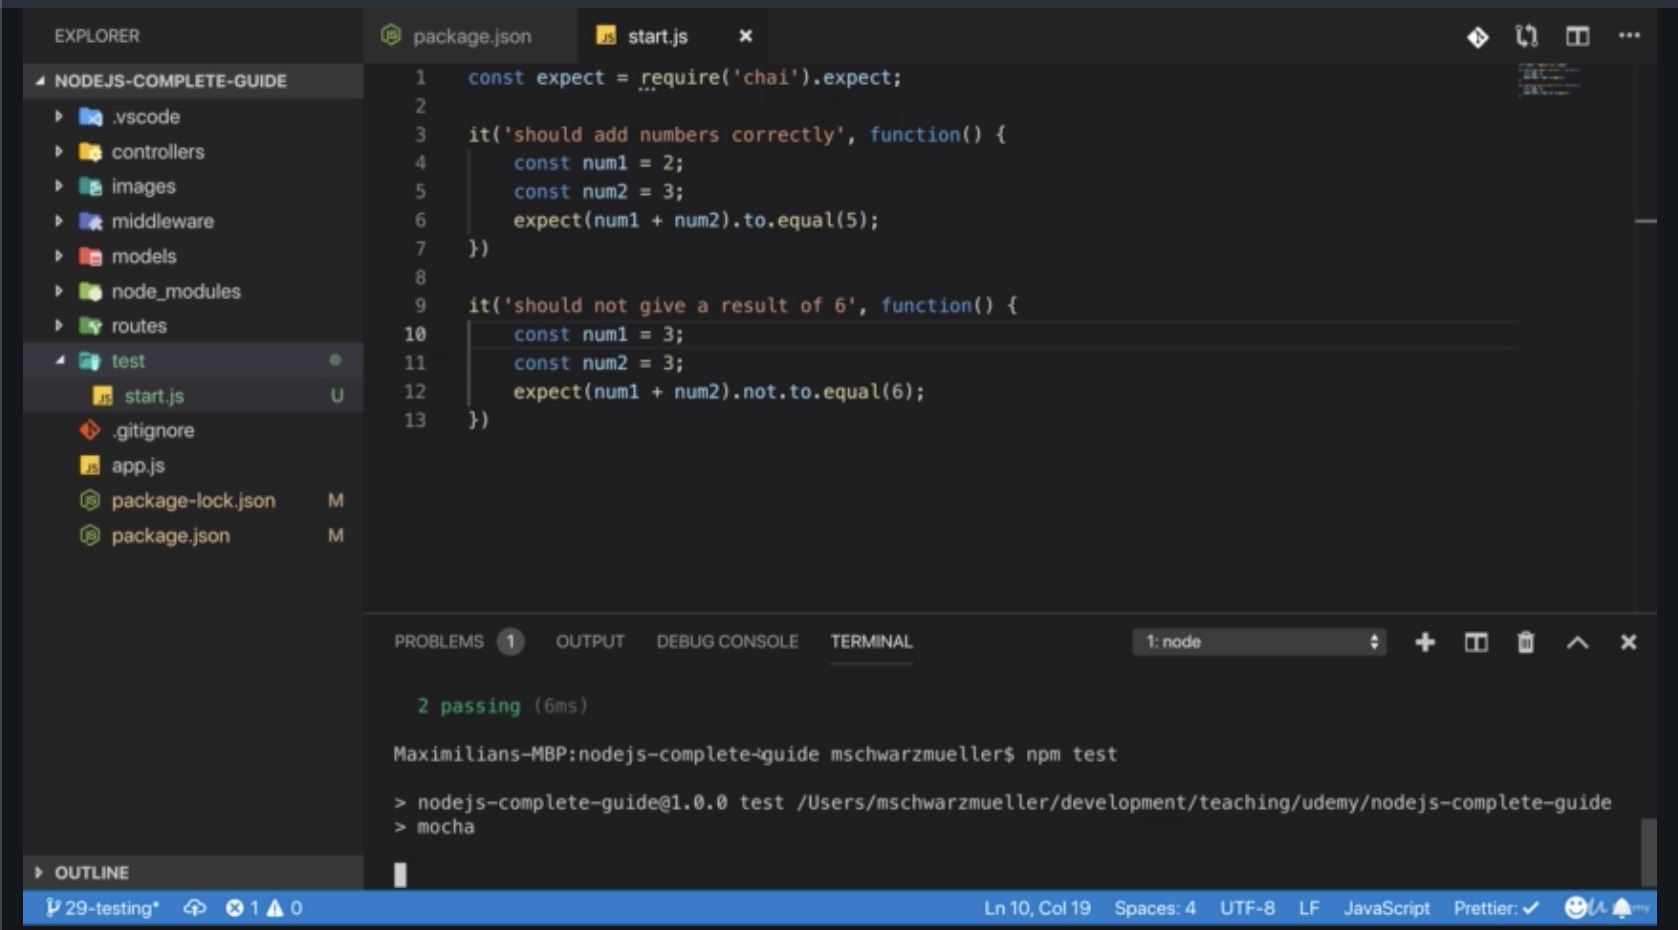 EXPLORER
NODEJS-COMPLETE-GUIDE
.vscode
controllers
images
middleware
models
node_modules
routes
test
start.js U
.gitignore
app.js
package-lock.json M
package.json M
OUTLINE
package.json start.js
1 const expect = require('chai').expect;
2
3 it('should add numbers correctly', function() {
4 const num1 = 2;
5 const num2 = 3;
6 expect(num1 + num2).to.equal(5);
7 })
8
9 it('should not give a result of 6', function() {
10 const num1 = 3;
11 const num2 = 3;
12 expect(num1 + num2).not.to.equal(6);
13 })
PROBLEMS 1 OUTPUT DEBUG CONSOLE TERMINAL 1: node
2 passing (6ms)
Maximilians-MBP:nodejs-complete-guide mschwarzmueller$ npm test
> nodejs-complete-guide@1.0.0 test /Users/mschwarzmueller/development/teaching/udemy/nodejs-complete-guide
> mocha
29-testing* 1 0 Ln 10, Col 19 Spaces: 4 UTF-8 LF JavaScript Prettier: ✓